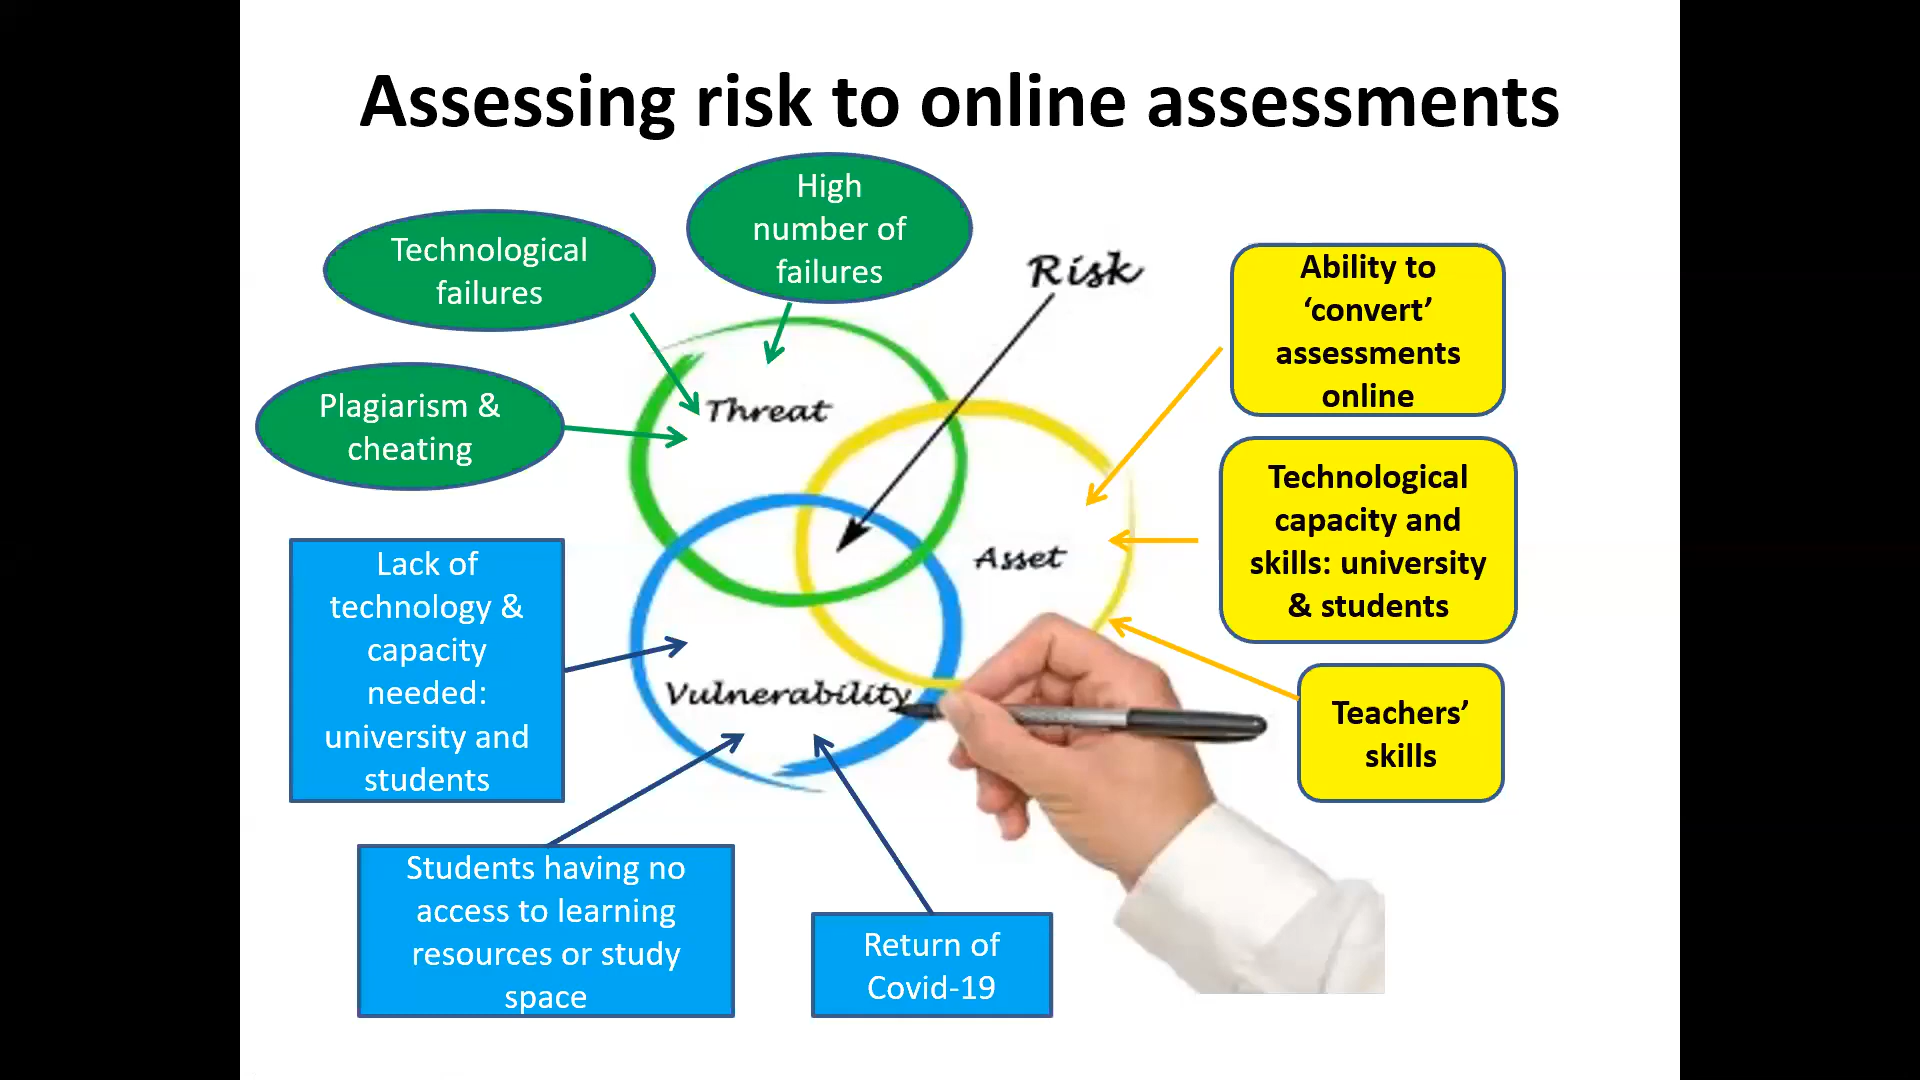 Assessing risk to online assessments
High
number of
failures
Technological
failures
Risk
Ability to
‘convert’
assessments
online
Plagiarism &
cheating
Threat
Technological
capacity and
skills: university
& students
Asset
Lack of
technology &
capacity
needed:
university and
students
Vulnerability
Teachers’
skills
Students having no
access to learning
resources or study
space
Return of
Covid-19